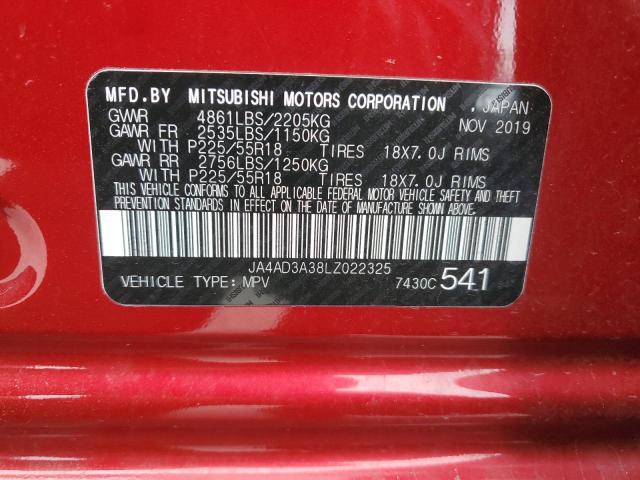 MFD.BY MITSUBISHI MOTORS CORPORATION . JAPAN
GVWR 4861LBS/2205KG NOV 2019
GAWR FR 2535LBS/1150KG
WITH P225/55R18 TIRES 18X7.0J RIMS
GAWR RR 2756LBS/1250KG
WITH P225/55R18 TIRES 18X7.0J RIMS
THIS VEHICLE CONFORMS TO ALL APPLICABLE FEDERAL MOTOR VEHICLE SAFETY AND THEFT
PREVENTION STANDARDS IN EFFECT ON THE DATE OF MANUFACTURE SHOWN ABOVE.
JA4AD3A38LZ022325
VEHICLE TYPE: MPV 7430C 541